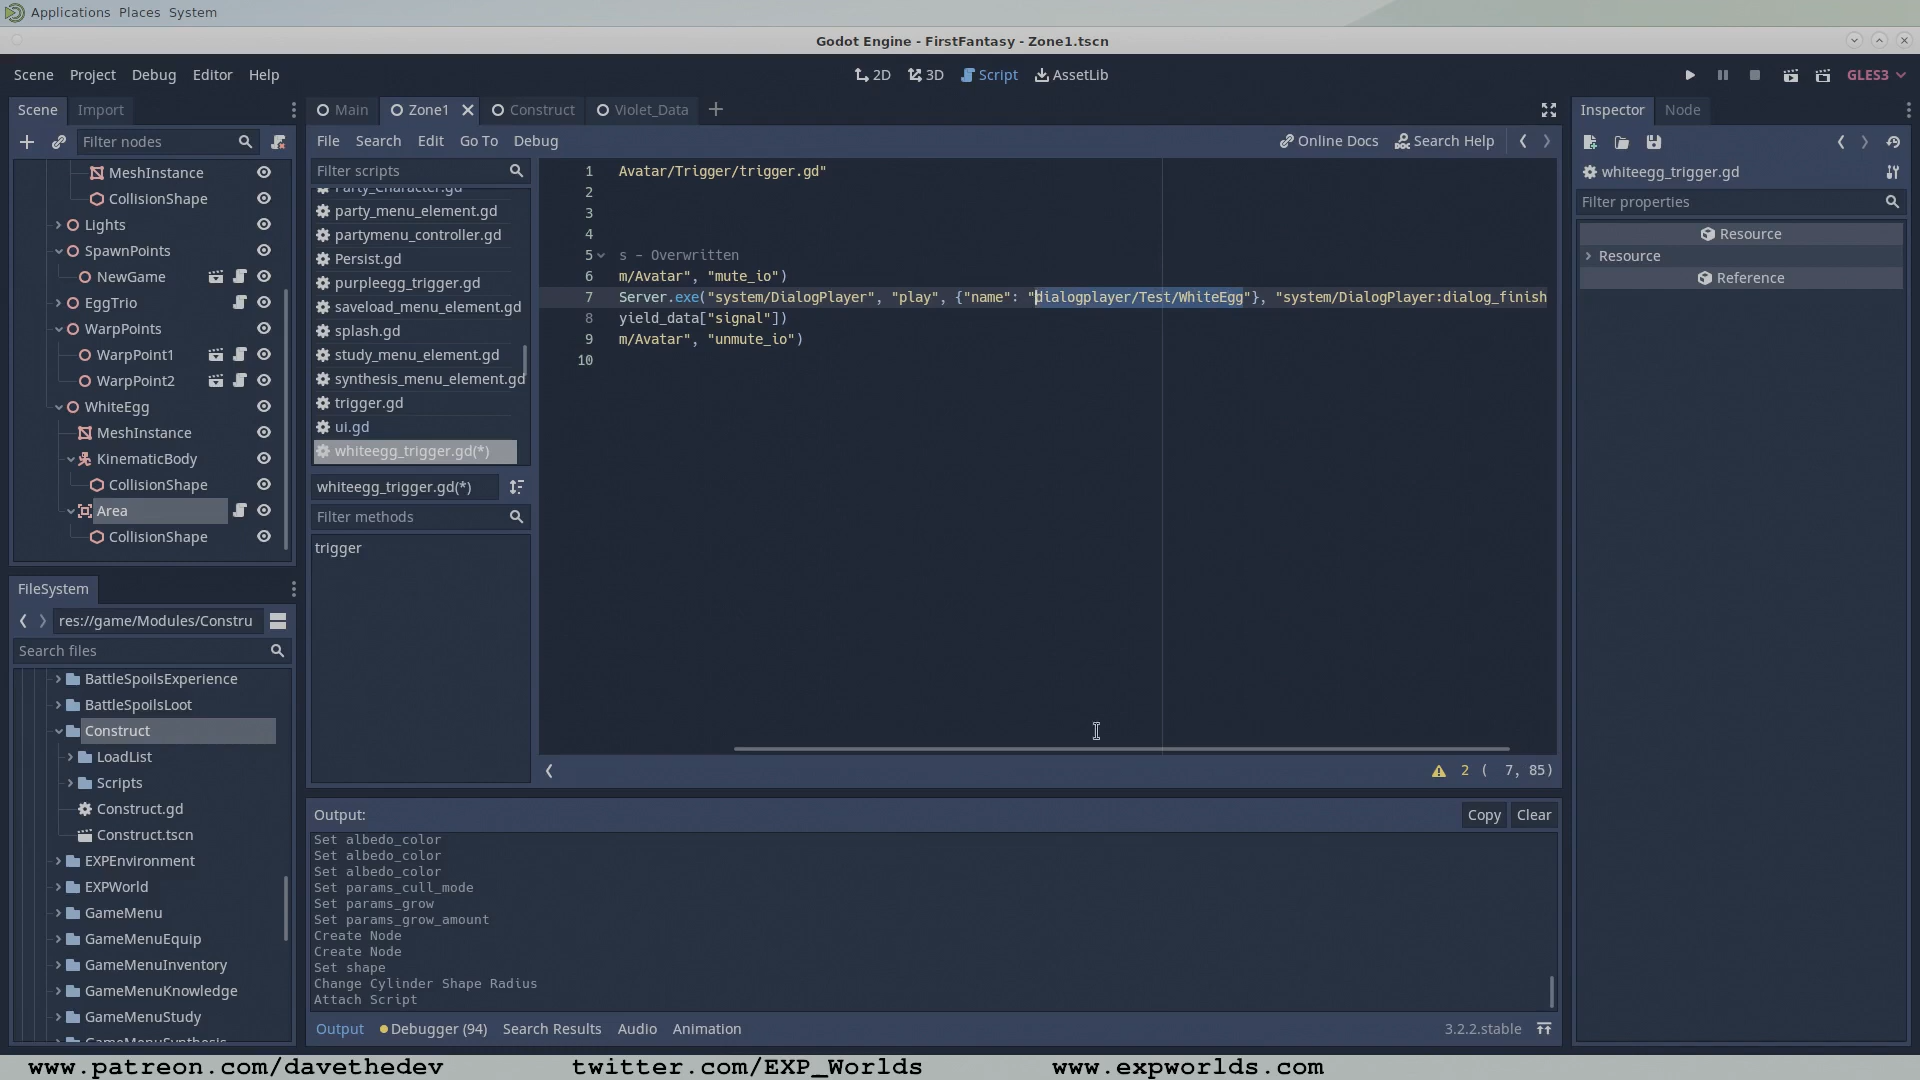 Applications Places System
Godot Engine - FirstFantasy - Zone1.tscn
Scene Project Debug Editor Help
2D 3D Script AssetLib
GLES3
Scene Import
Filter nodes
MeshInstance
CollisionShape
Lights
SpawnPoints
NewGame
EggTrio
WarpPoints
WarpPoint1
WarpPoint2
WhiteEgg
MeshInstance
KinematicBody
CollisionShape
Area
CollisionShape
FileSystem
res://game/Modules/Constru
Search files
BattleSpoilsExperience
BattleSpoilsLoot
Construct
LoadList
Scripts
Construct.gd
Construct.tscn
EXPEnvironment
EXPWorld
GameMenu
GameMenuEquip
GameMenuInventory
GameMenuKnowledge
GameMenuStudy
Main Zone1 Construct Violet_Data
File Search Edit Go To Debug
Online Docs Search Help
Filter scripts
Party_Character.gd
party_menu_element.gd
partymenu_controller.gd
Persist.gd
purpleegg_trigger.gd
saveload_menu_element.gd
splash.gd
study_menu_element.gd
synthesis_menu_element.gd
trigger.gd
ui.gd
whiteegg_trigger.gd(*)
whiteegg_trigger.gd(*)
Filter methods
trigger
1 Avatar/Trigger/trigger.gd"
2
3
4
5 s - Overwritten
6 m/Avatar", "mute_io")
7 Server.exe("system/DialogPlayer", "play", {"name": "dialogplayer/Test/WhiteEgg"}, "system/DialogPlayer:dialog_finish
8 yield_data["signal"])
9 m/Avatar", "unmute_io")
10
2 ( 7, 85)
Output:
Copy Clear
Set albedo_color
Set albedo_color
Set albedo_color
Set params_cull_mode
Set params_grow
Set params_grow_amount
Create Node
Create Node
Set shape
Change Cylinder Shape Radius
Attach Script
Output Debugger (94) Search Results Audio Animation
3.2.2.stable
Inspector Node
whiteegg_trigger.gd
Filter properties
Resource
Resource
Reference
www.patreon.com/davethedev twitter.com/EXP_Worlds www.expworlds.com